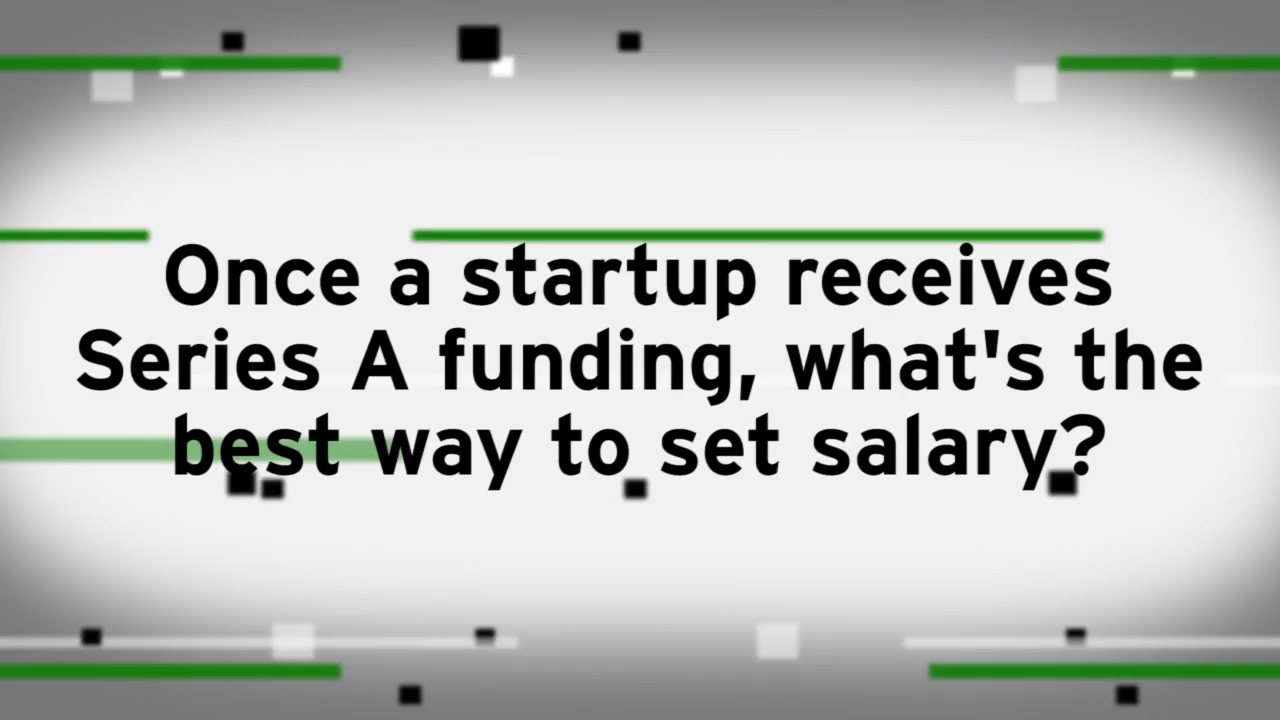 Once a startup receives
Series A funding, what's the
best way to set salary?